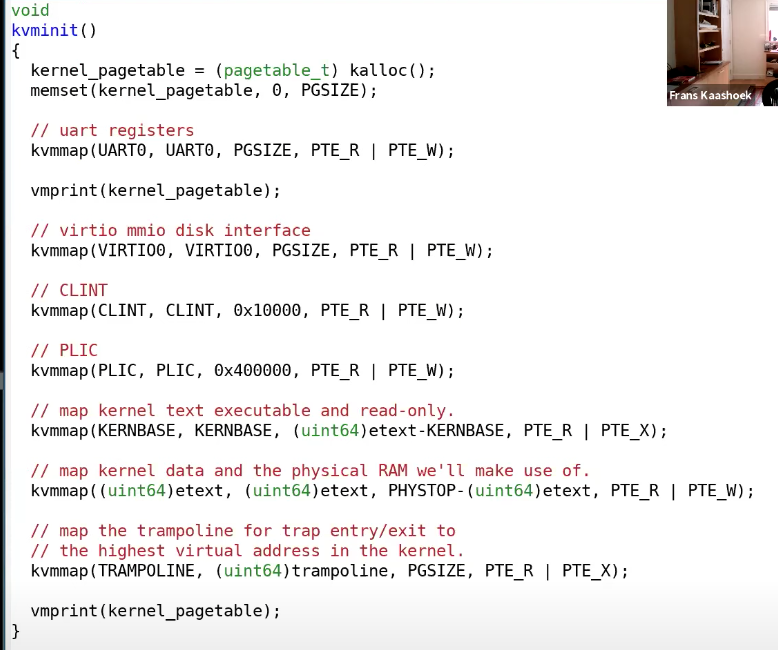 void
kvminit()
{
  kernel_pagetable = (pagetable_t) kalloc();
  memset(kernel_pagetable, 0, PGSIZE);

  // uart registers
  kvmmap(UART0, UART0, PGSIZE, PTE_R | PTE_W);

  vmprint(kernel_pagetable);

  // virtio mmio disk interface
  kvmmap(VIRTIO0, VIRTIO0, PGSIZE, PTE_R | PTE_W);

  // CLINT
  kvmmap(CLINT, CLINT, 0x10000, PTE_R | PTE_W);

  // PLIC
  kvmmap(PLIC, PLIC, 0x400000, PTE_R | PTE_W);

  // map kernel text executable and read-only.
  kvmmap(KERNBASE, KERNBASE, (uint64)etext-KERNBASE, PTE_R | PTE_X);

  // map kernel data and the physical RAM we'll make use of.
  kvmmap((uint64)etext, (uint64)etext, PHYSTOP-(uint64)etext, PTE_R | PTE_W);

  // map the trampoline for trap entry/exit to
  // the highest virtual address in the kernel.
  kvmmap(TRAMPOLINE, (uint64)trampoline, PGSIZE, PTE_R | PTE_X);

  vmprint(kernel_pagetable);
}
Frans Kaashoek